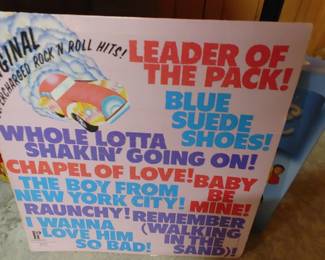 GINAL
PERCHARGED ROCK N' ROLL HITS!
LEADER OF
THE PACK!
BLUE
SUEDE
SHOES!
WHOLE LOTTA
SHAKIN' GOING ON!
CHAPEL OF LOVE!
BABY
BE
MINE!
THE BOY FROM
NEW YORK CITY!
RAUNCHY!
REMEMBER
(WALKING
IN THE
SAND)!
I WANNA
LOVE HIM
SO BAD!